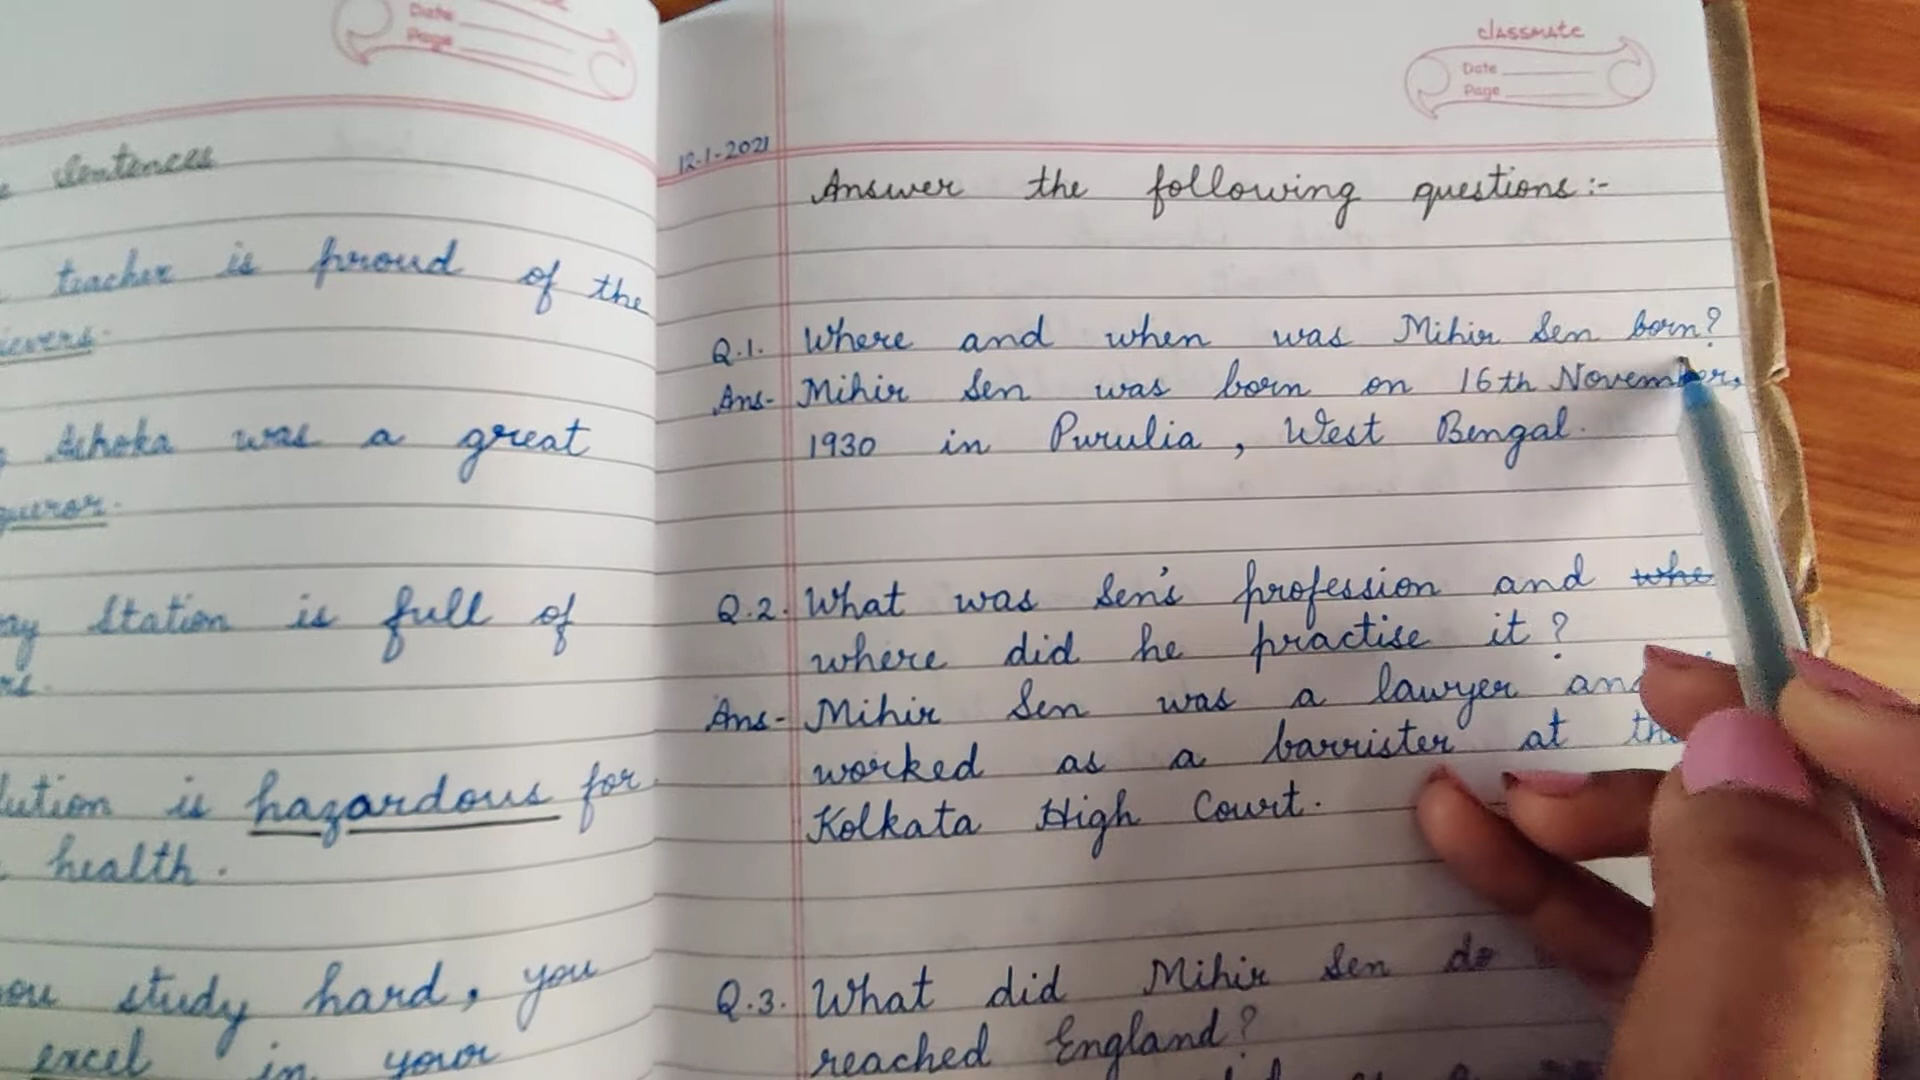 Date
Page
Sentences
teacher is proud of the
ievers.
Ashoka was a great
queror.
Station is full of
lution is hazardous for
health.
study hard, you
excel in your
classmate
Date
Page
12-1-2021
Answer the following questions:-
Q.1. Where and when was Mihir Sen born?
Ans- Mihir Sen was born on 16th November,
1930 in Purulia, West Bengal.
Q.2. What was Sen's profession and whe
where did he practise it?
Ans- Mihir Sen was a lawyer and
worked as a barrister at the
Kolkata High Court.
Q.3. What did Mihir Sen do
reached England?